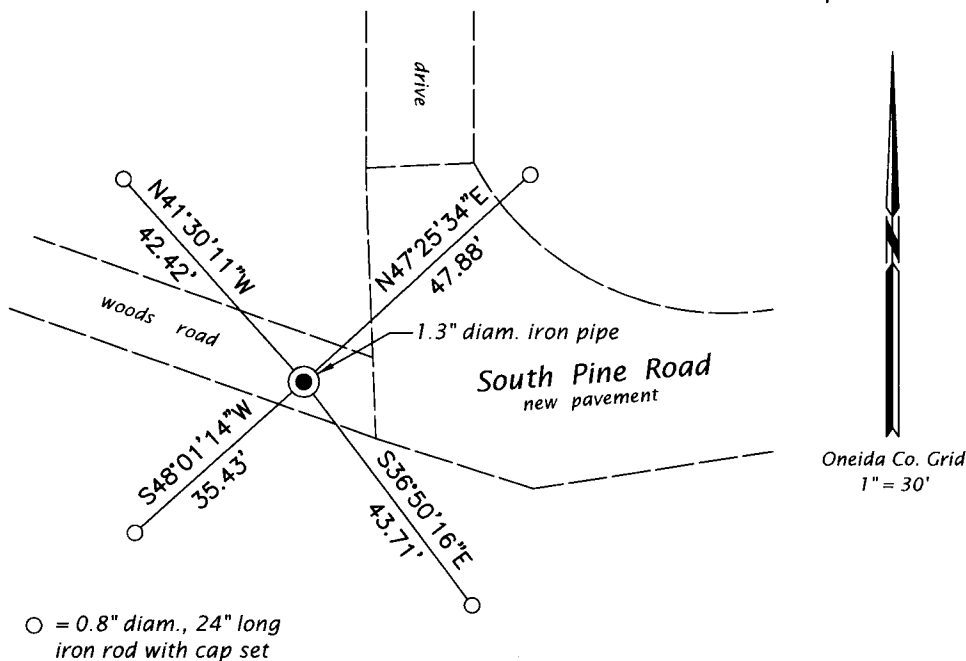 drive
N41°30'11"W
42.42'
N47°25'34"E
47.88'
woods road
1.3" diam. iron pipe
South Pine Road
new pavement
N
Oneida Co. Grid
1" = 30'
S48°01'14"W
35.43'
S36°50'16"E
43.71'
= 0.8" diam., 24" long
iron rod with cap set